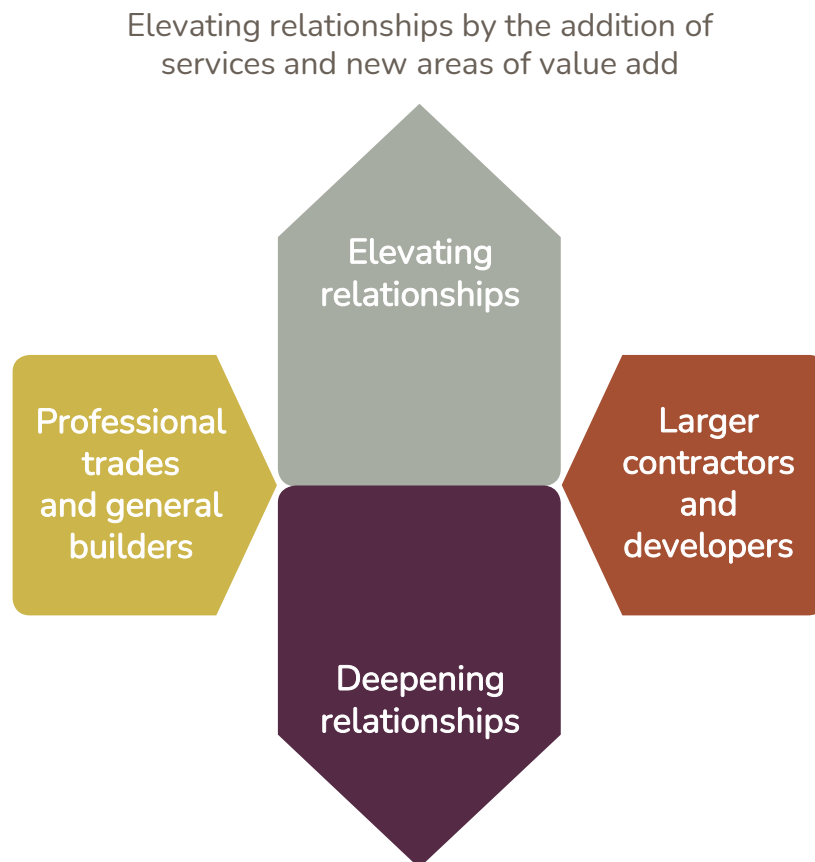 Elevating relationships by the addition of
services and new areas of value add
Elevating
relationships
Professional
trades
and general
builders
Larger
contractors
and
developers
Deepening
relationships